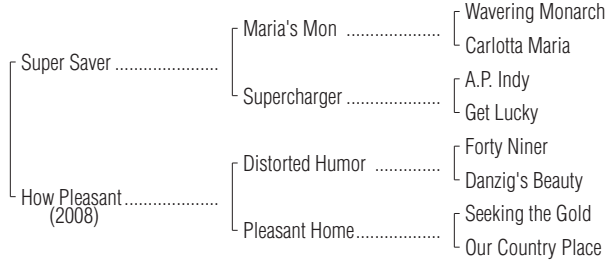 Wavering Monarch
Maria's Mon ....................
Carlotta Maria
Super Saver ......................
A.P. Indy
Supercharger ....................
Get Lucky
Forty Niner
Distorted Humor ..............
Danzig's Beauty
How Pleasant ....................
(2008)
Seeking the Gold
Pleasant Home ..................
Our Country Place